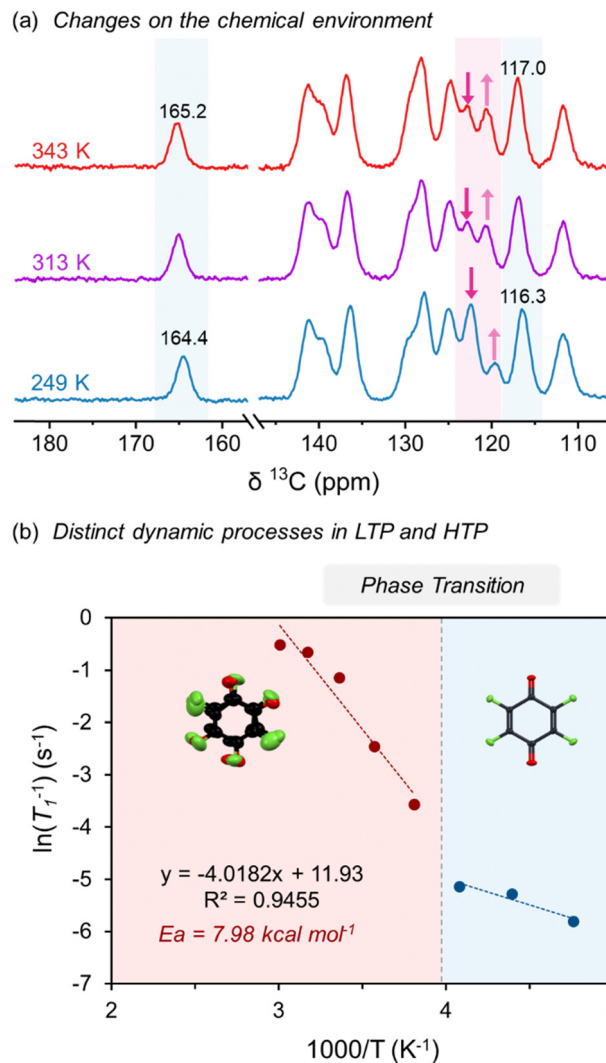 (a) Changes on the chemical environment
165.2
117.0
343 K
313 K
164.4
116.3
249 K
180 170 160 140 130 120 110
δ ¹³C (ppm)
(b) Distinct dynamic processes in LTP and HTP
Phase Transition
0
-1
-2
-3
-4
-5
-6
-7
ln(T₁⁻¹) (s⁻¹)
y = -4.0182x + 11.93
R² = 0.9455
Ea = 7.98 kcal mol⁻¹
2 3 4
1000/T (K⁻¹)